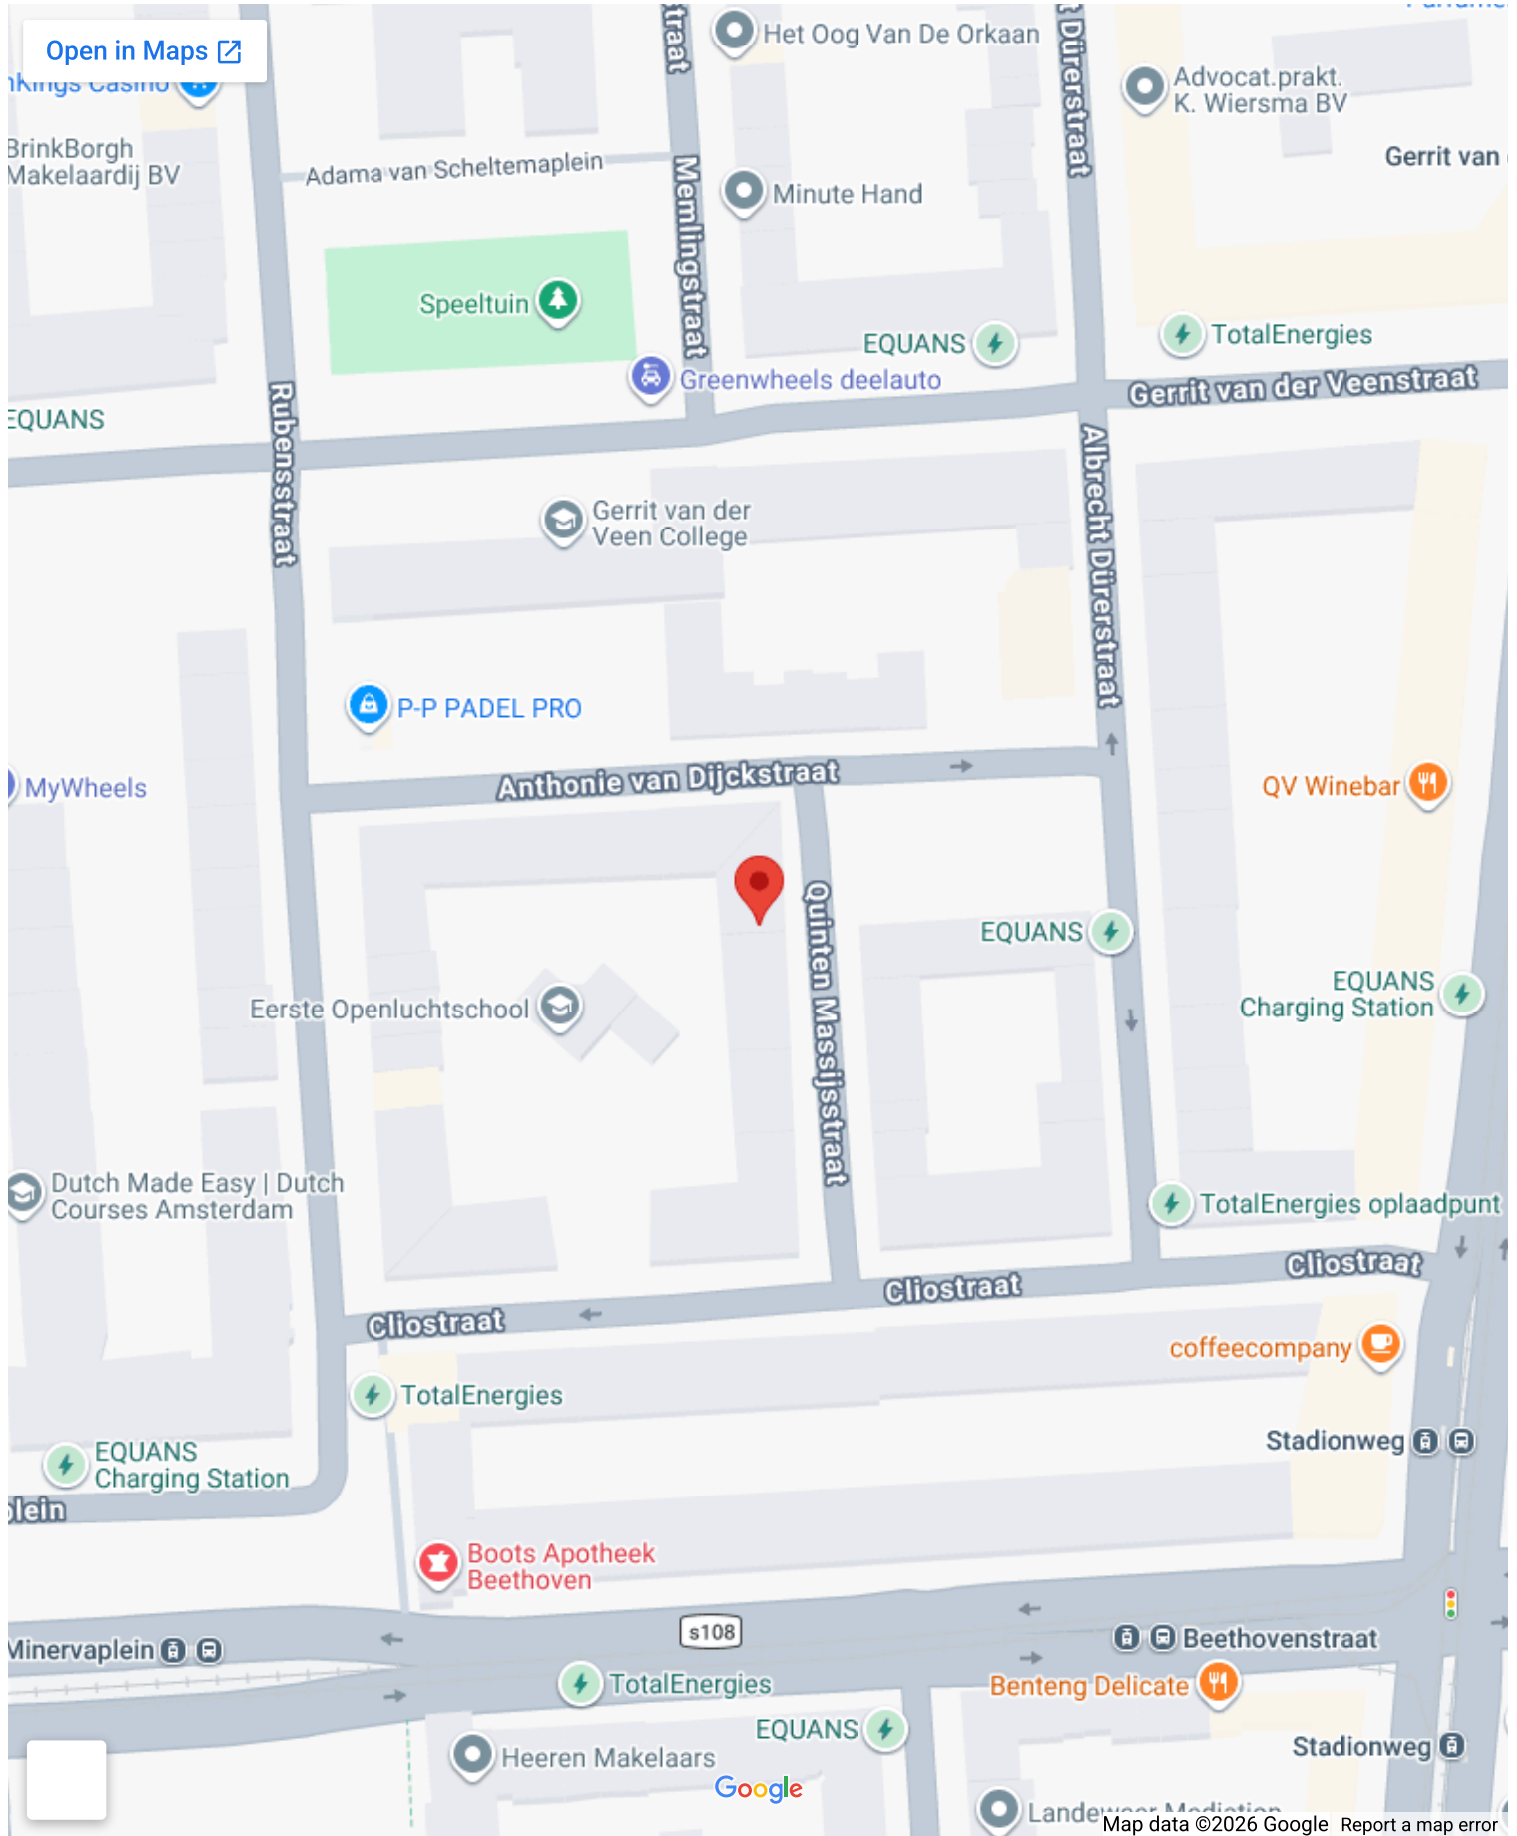 Open in Maps
Het Oog Van De Orkaan
Advocat.prakt.
K. Wiersma BV
BrinkBorgh
Makelaardij BV
Gerrit van
Adama van Scheltemaplein
Memlingstraat
Minute Hand
t Dürerstraat
straat
Speeltuin
EQUANS
TotalEnergies
Greenwheels deelauto
Gerrit van der Veenstraat
EQUANS
Rubensstraat
Albrecht Dürerstraat
Gerrit van der
Veen College
P-P PADEL PRO
MyWheels
Anthonie van Dijckstraat
QV Winebar
Quinten Massijsstraat
EQUANS
EQUANS
Charging Station
Eerste Openluchtschool
Dutch Made Easy | Dutch
Courses Amsterdam
TotalEnergies oplaadpunt
Cliostraat
Cliostraat
Cliostraat
coffeecompany
TotalEnergies
Stadionweg
EQUANS
Charging Station
plein
Boots Apotheek
Beethoven
s108
Minervaplein
Beethovenstraat
TotalEnergies
Benteng Delicate
EQUANS
Heeren Makelaars
Stadionweg
Google
Map data ©2026 Google
Report a map error